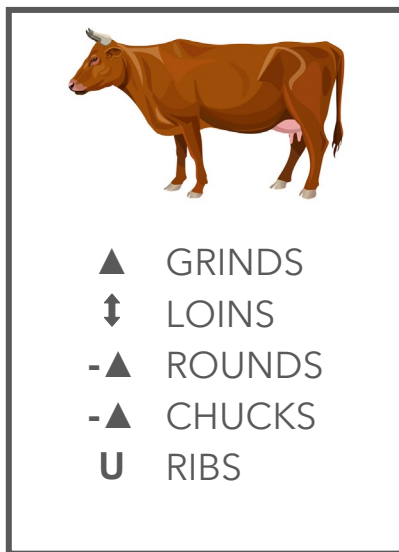 ▲ GRINDS
⬍ LOINS
-▲ ROUNDS
-▲ CHUCKS
U RIBS